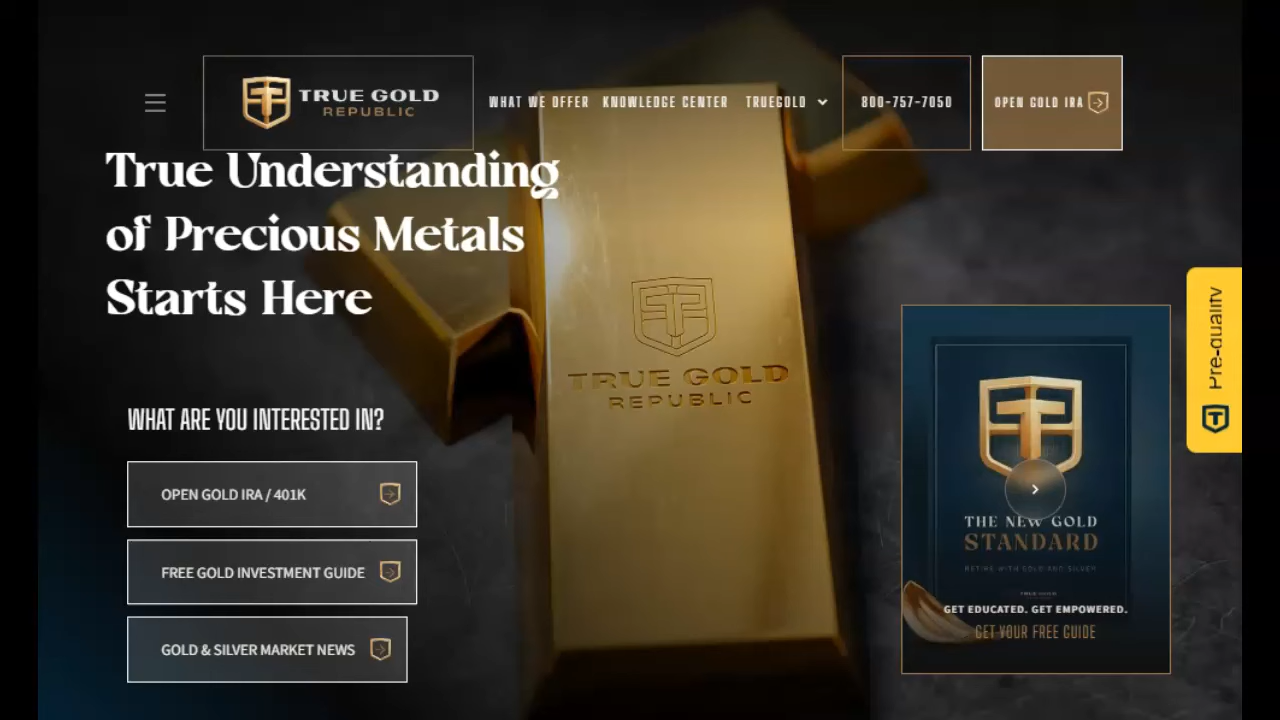 TRUE GOLD
REPUBLIC
WHAT WE OFFER
KNOWLEDGE CENTER
TRUEGOLD
800-757-7050
OPEN GOLD IRA
True Understanding
of Precious Metals
Starts Here
TRUE GOLD
REPUBLIC
WHAT ARE YOU INTERESTED IN?
OPEN GOLD IRA / 401K
FREE GOLD INVESTMENT GUIDE
GOLD & SILVER MARKET NEWS
THE NEW GOLD
STANDARD
RETIRE WITH GOLD AND SILVER
TRUE GOLD
GET EDUCATED. GET EMPOWERED.
GET YOUR FREE GUIDE
Pre-qualify